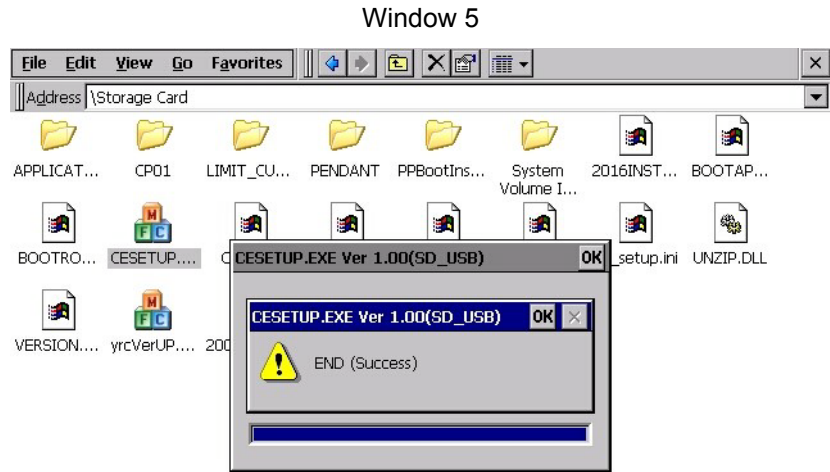 Window 5
File Edit View Go Favorites
Address \Storage Card
APPLICAT... CP01 LIMIT_CU... PENDANT PPBootIns... System Volume I... 2016INST... BOOTAP...
BOOTRO... CESETUP.... _setup.ini UNZIP.DLL
CESETUP.EXE Ver 1.00(SD_USB) OK
CESETUP.EXE Ver 1.00(SD_USB) OK
END (Success)
VERSION.... yrcVerUP.... 200